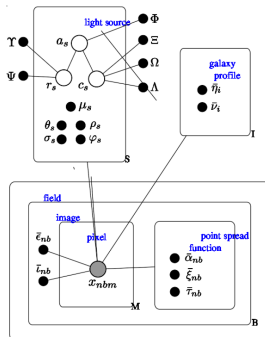 light source
Υ
a_s
Φ
Ξ
Ψ
r_s
c_s
Ω
Λ
μ_s
θ_s
ρ_s
σ_s
φ_s
S
galaxy
profile
η̄_i
ν̄_i
I
field
image
pixel
point spread
function
ε̄_nb
ῑ_nb
x_nbm
ᾱ_nb
ξ̄_nb
τ̄_nb
M
B